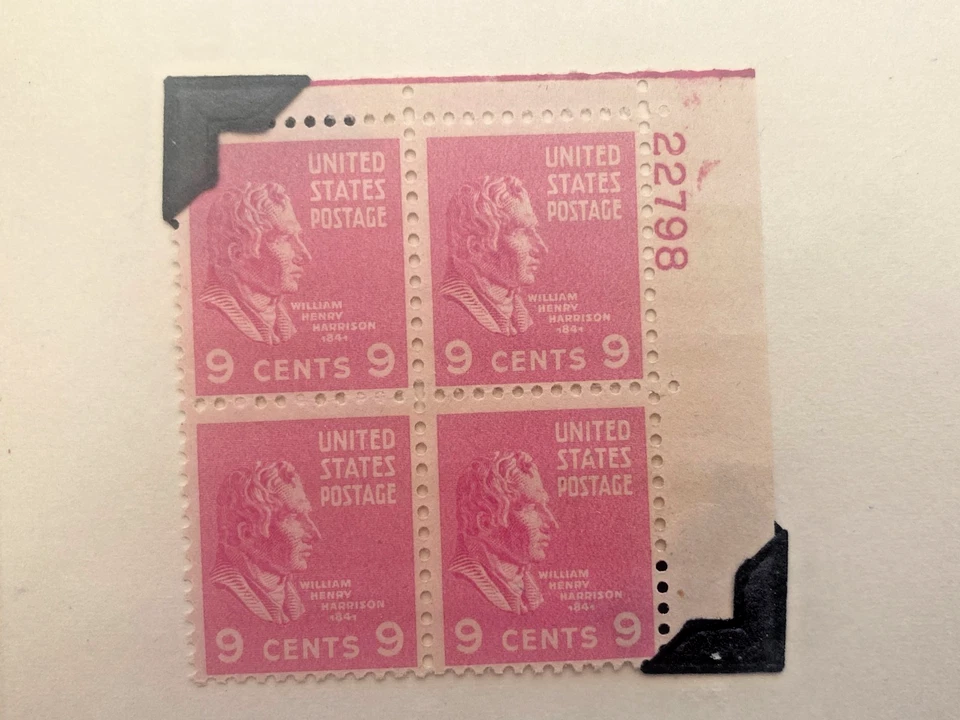 UNITED
STATES
POSTAGE
WILLIAM
HENRY
HARRISON
1841
9 CENTS 9
UNITED
STATES
POSTAGE
WILLIAM
HENRY
HARRISON
1841
9 CENTS 9
22798
UNITED
STATES
POSTAGE
WILLIAM
HENRY
HARRISON
1841
9 CENTS 9
UNITED
STATES
POSTAGE
WILLIAM
HENRY
HARRISON
1841
9 CENTS 9